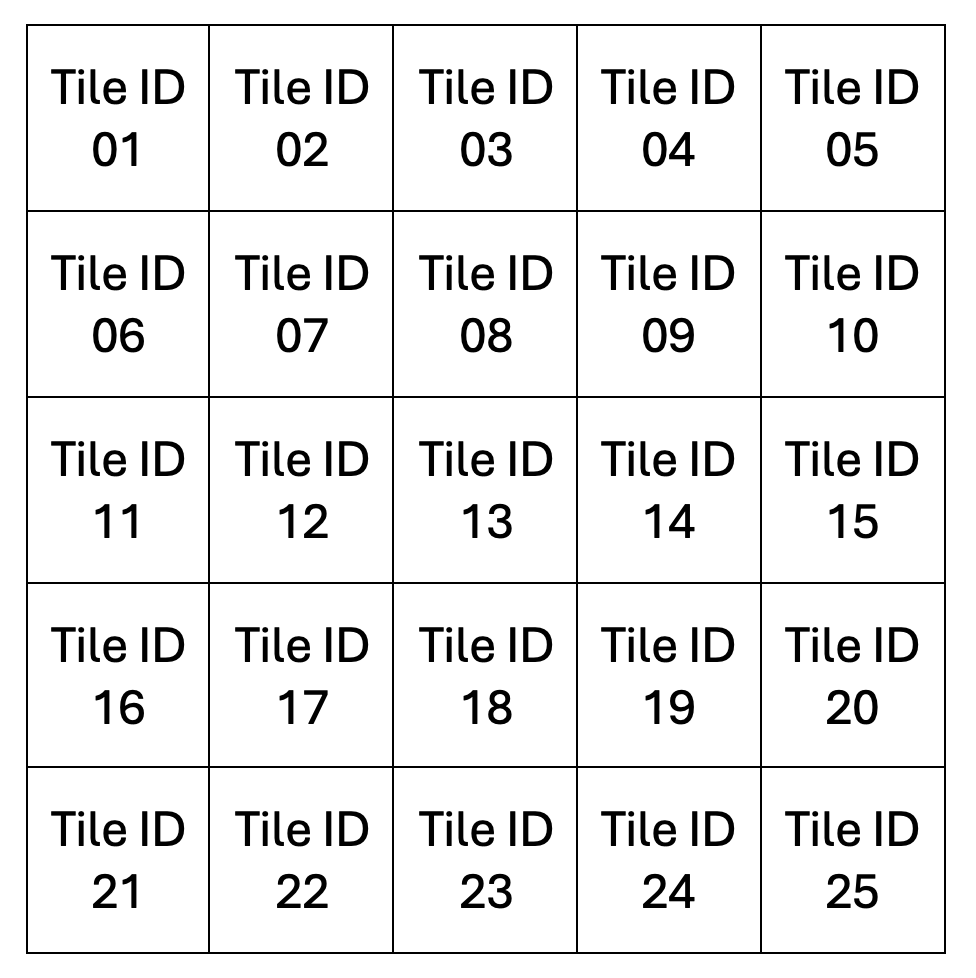 Tile ID
01
Tile ID
02
Tile ID
03
Tile ID
04
Tile ID
05
Tile ID
06
Tile ID
07
Tile ID
08
Tile ID
09
Tile ID
10
Tile ID
11
Tile ID
12
Tile ID
13
Tile ID
14
Tile ID
15
Tile ID
16
Tile ID
17
Tile ID
18
Tile ID
19
Tile ID
20
Tile ID
21
Tile ID
22
Tile ID
23
Tile ID
24
Tile ID
25